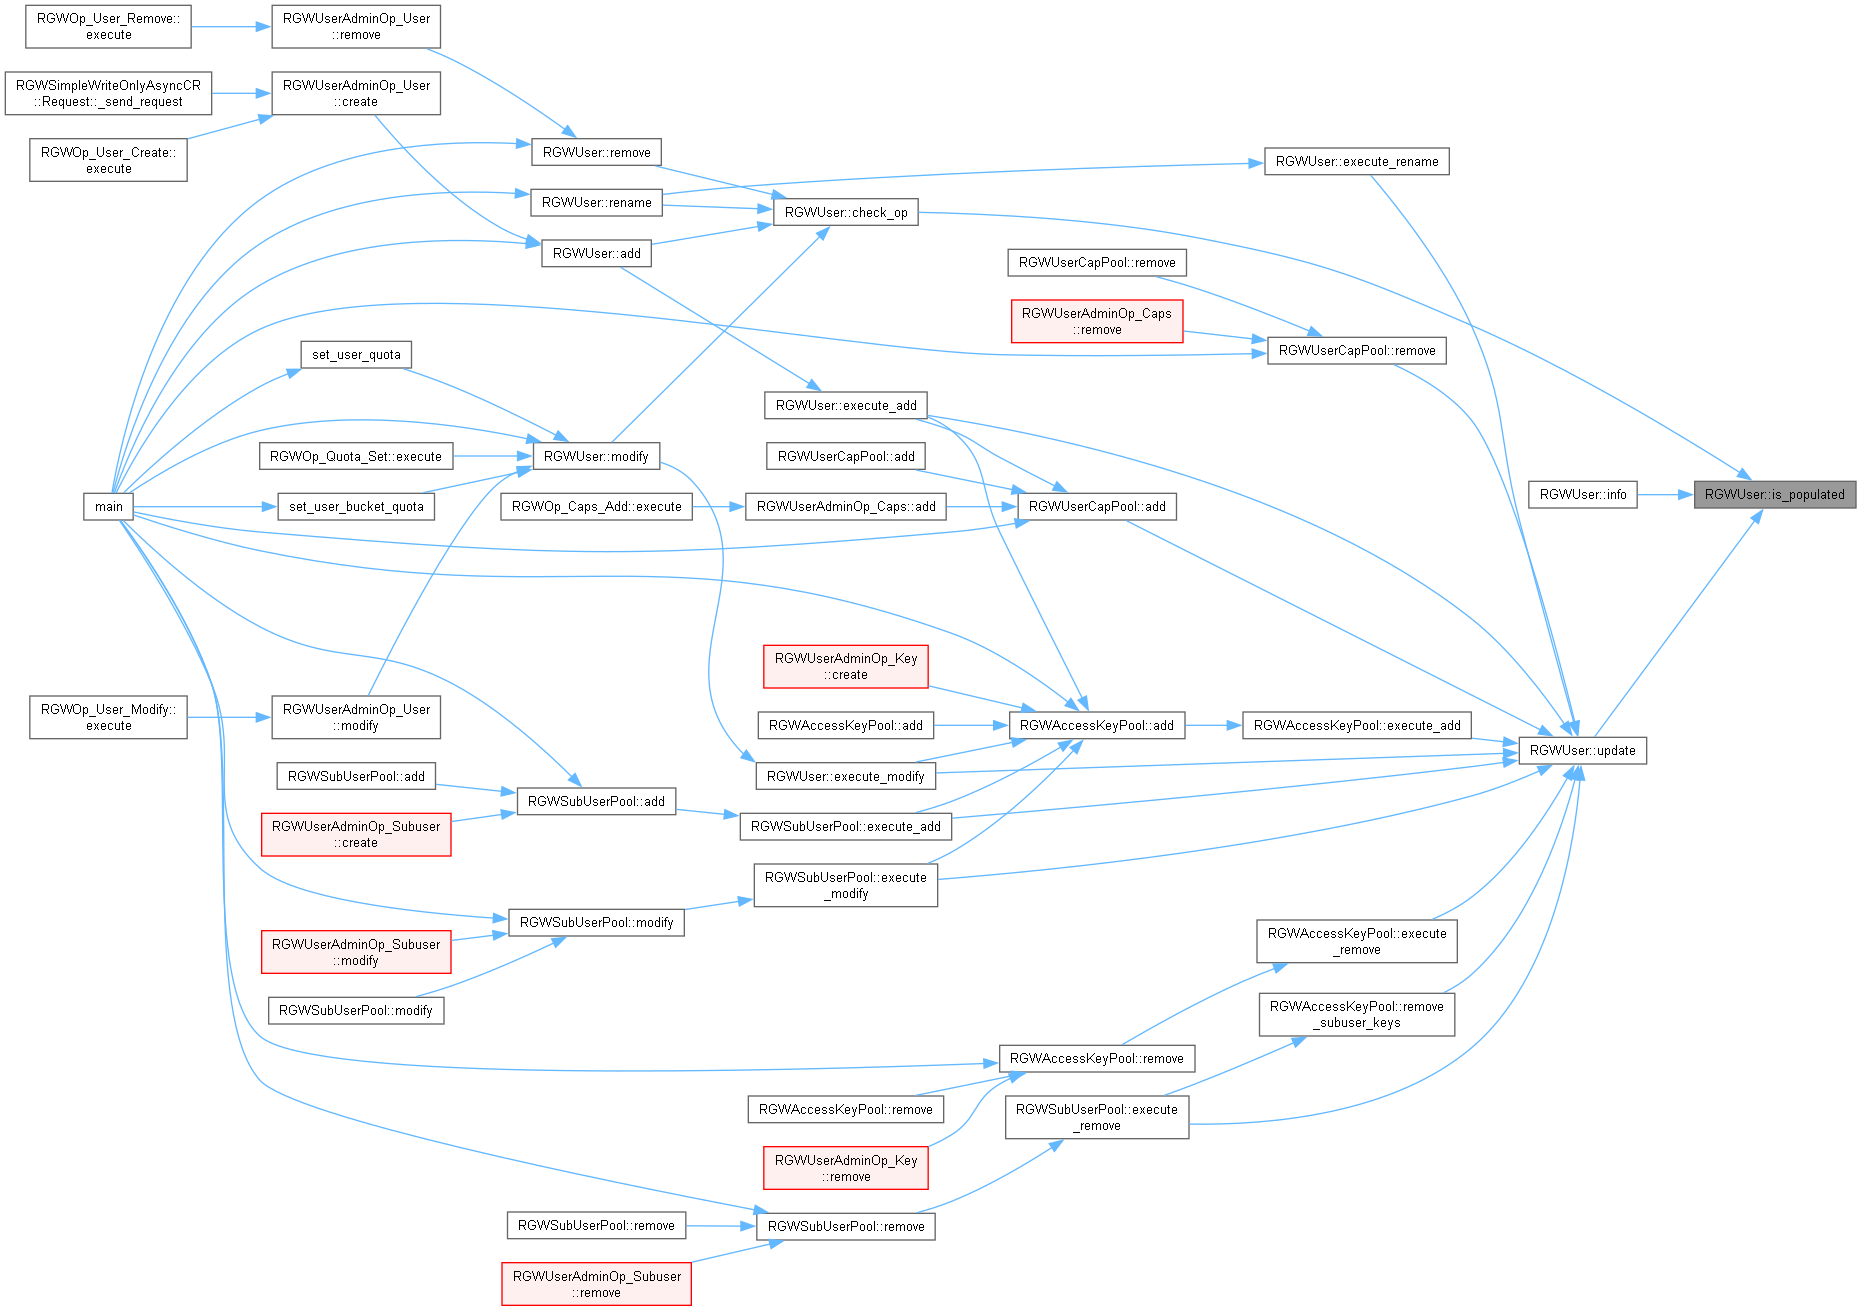 RGWOp_User_Remove::
execute
RGWUserAdminOp_User
::remove
RGWSimpleWriteOnlyAsyncCR
::Request::_send_request
RGWUserAdminOp_User
::create
RGWOp_User_Create::
execute
RGWUser::remove
RGWUser::execute_rename
RGWUser::rename
RGWUser::check_op
RGWUser::add
RGWUserCapPool::remove
RGWUserAdminOp_Caps
::remove
RGWUserCapPool::remove
set_user_quota
RGWUser::execute_add
RGWOp_Quota_Set::execute
RGWUser::modify
RGWUserCapPool::add
main
set_user_bucket_quota
RGWOp_Caps_Add::execute
RGWUserAdminOp_Caps::add
RGWUserCapPool::add
RGWUser::info
RGWUser::is_populated
RGWUserAdminOp_Key
::create
RGWOp_User_Modify::
execute
RGWUserAdminOp_User
::modify
RGWAccessKeyPool::add
RGWAccessKeyPool::add
RGWAccessKeyPool::execute_add
RGWUser::update
RGWSubUserPool::add
RGWUser::execute_modify
RGWSubUserPool::add
RGWUserAdminOp_Subuser
::create
RGWSubUserPool::execute_add
RGWSubUserPool::execute
_modify
RGWSubUserPool::modify
RGWUserAdminOp_Subuser
::modify
RGWAccessKeyPool::execute
_remove
RGWSubUserPool::modify
RGWAccessKeyPool::remove
_subuser_keys
RGWAccessKeyPool::remove
RGWAccessKeyPool::remove
RGWSubUserPool::execute
_remove
RGWUserAdminOp_Key
::remove
RGWSubUserPool::remove
RGWSubUserPool::remove
RGWUserAdminOp_Subuser
::remove